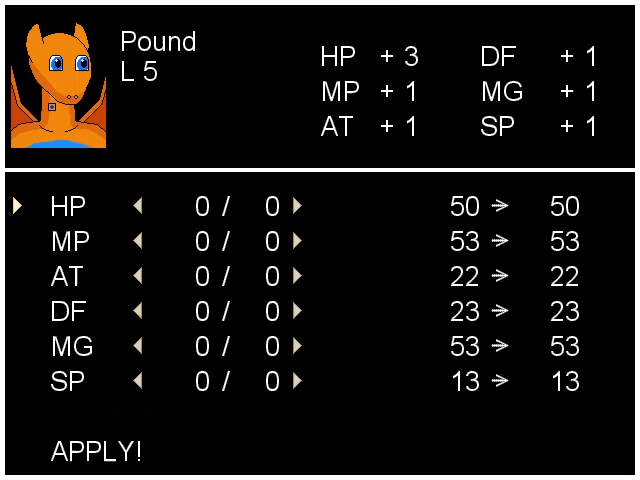 Pound
L 5
HP + 3 DF + 1
MP + 1 MG + 1
AT + 1 SP + 1
HP 0 / 0 50 → 50
MP 0 / 0 53 → 53
AT 0 / 0 22 → 22
DF 0 / 0 23 → 23
MG 0 / 0 53 → 53
SP 0 / 0 13 → 13
APPLY!